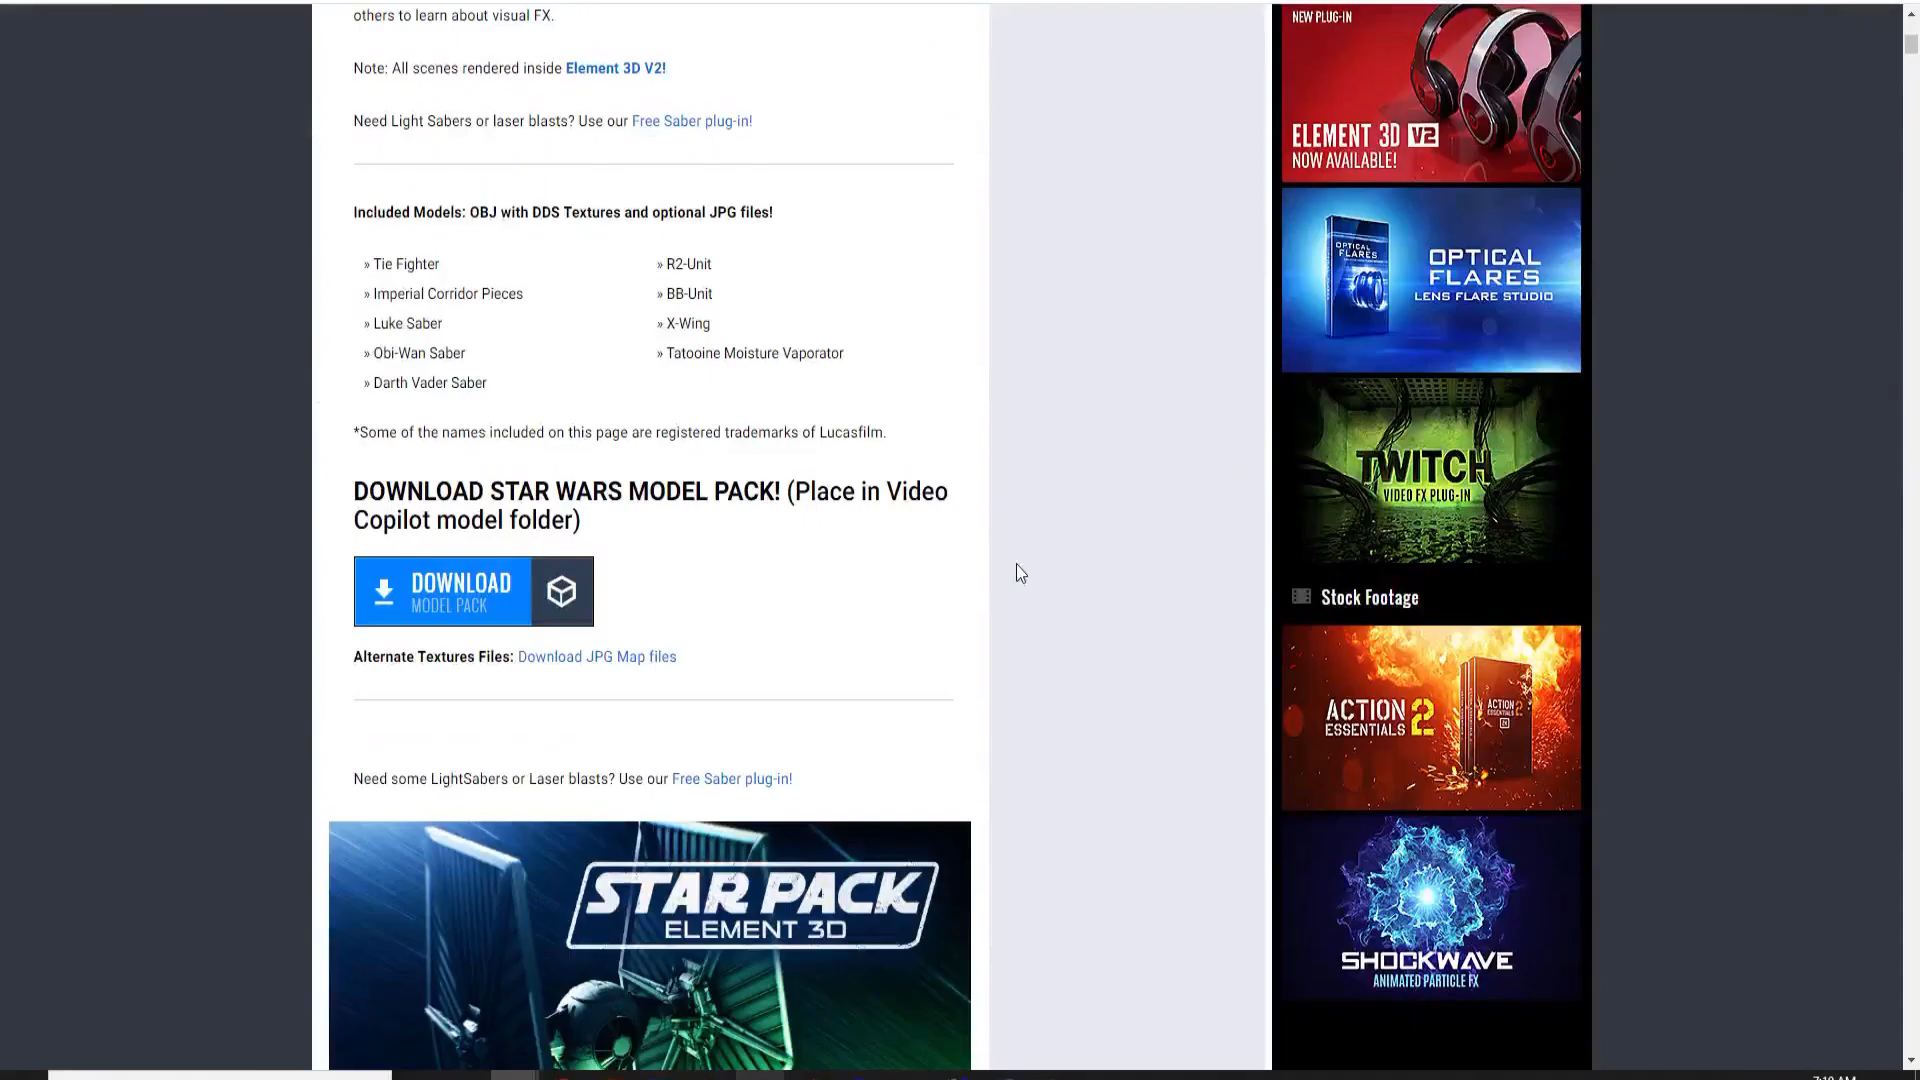 others to learn about visual FX.
Note: All scenes rendered inside Element 3D V2!
Need Light Sabers or laser blasts? Use our Free Saber plug-in!
Included Models: OBJ with DDS Textures and optional JPG files!
» Tie Fighter
» Imperial Corridor Pieces
» Luke Saber
» Obi-Wan Saber
» Darth Vader Saber
» R2-Unit
» BB-Unit
» X-Wing
» Tatooine Moisture Vaporator
*Some of the names included on this page are registered trademarks of Lucasfilm.
DOWNLOAD STAR WARS MODEL PACK! (Place in Video
Copilot model folder)
DOWNLOAD
MODEL PACK
Alternate Textures Files: Download JPG Map files
Need some LightSabers or Laser blasts? Use our Free Saber plug-in!
STAR PACK
ELEMENT 3D
NEW PLUG-IN
ELEMENT 3D V2
NOW AVAILABLE!
OPTICAL
FLARES
OPTICAL
FLARES
LENS FLARE STUDIO
TWITCH
VIDEO FX PLUG-IN
Stock Footage
ACTION
ESSENTIALS 2
ACTION
ESSENTIALS 2
2K
SHOCKWAVE
ANIMATED PARTICLE FX